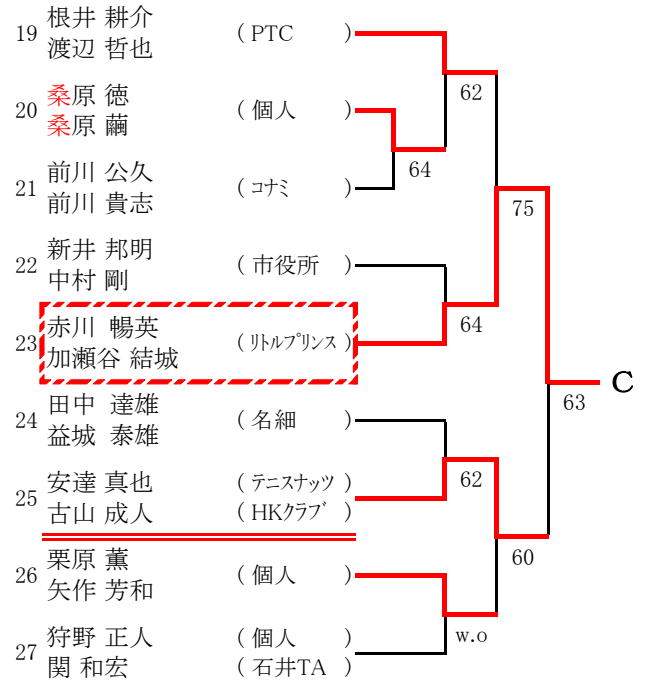 19 根井 耕介 ( PTC )
渡辺 哲也
62
20 桑原 徳 ( 個人 )
桑原 繭
64
21 前川 公久 ( コナミ )
前川 貴志
75
22 新井 邦明 ( 市役所 )
中村 剛
64
23 赤川 暢英 ( リトルプリンス )
加瀬谷 結城
63 C
24 田中 達雄 ( 名細 )
益城 泰雄
62
25 安達 真也 ( テニスナッツ )
古山 成人 ( HKクラブ )
60
26 栗原 薫 ( 個人 )
矢作 芳和
w.o
27 狩野 正人 ( 個人 )
関 和宏 ( 石井TA )